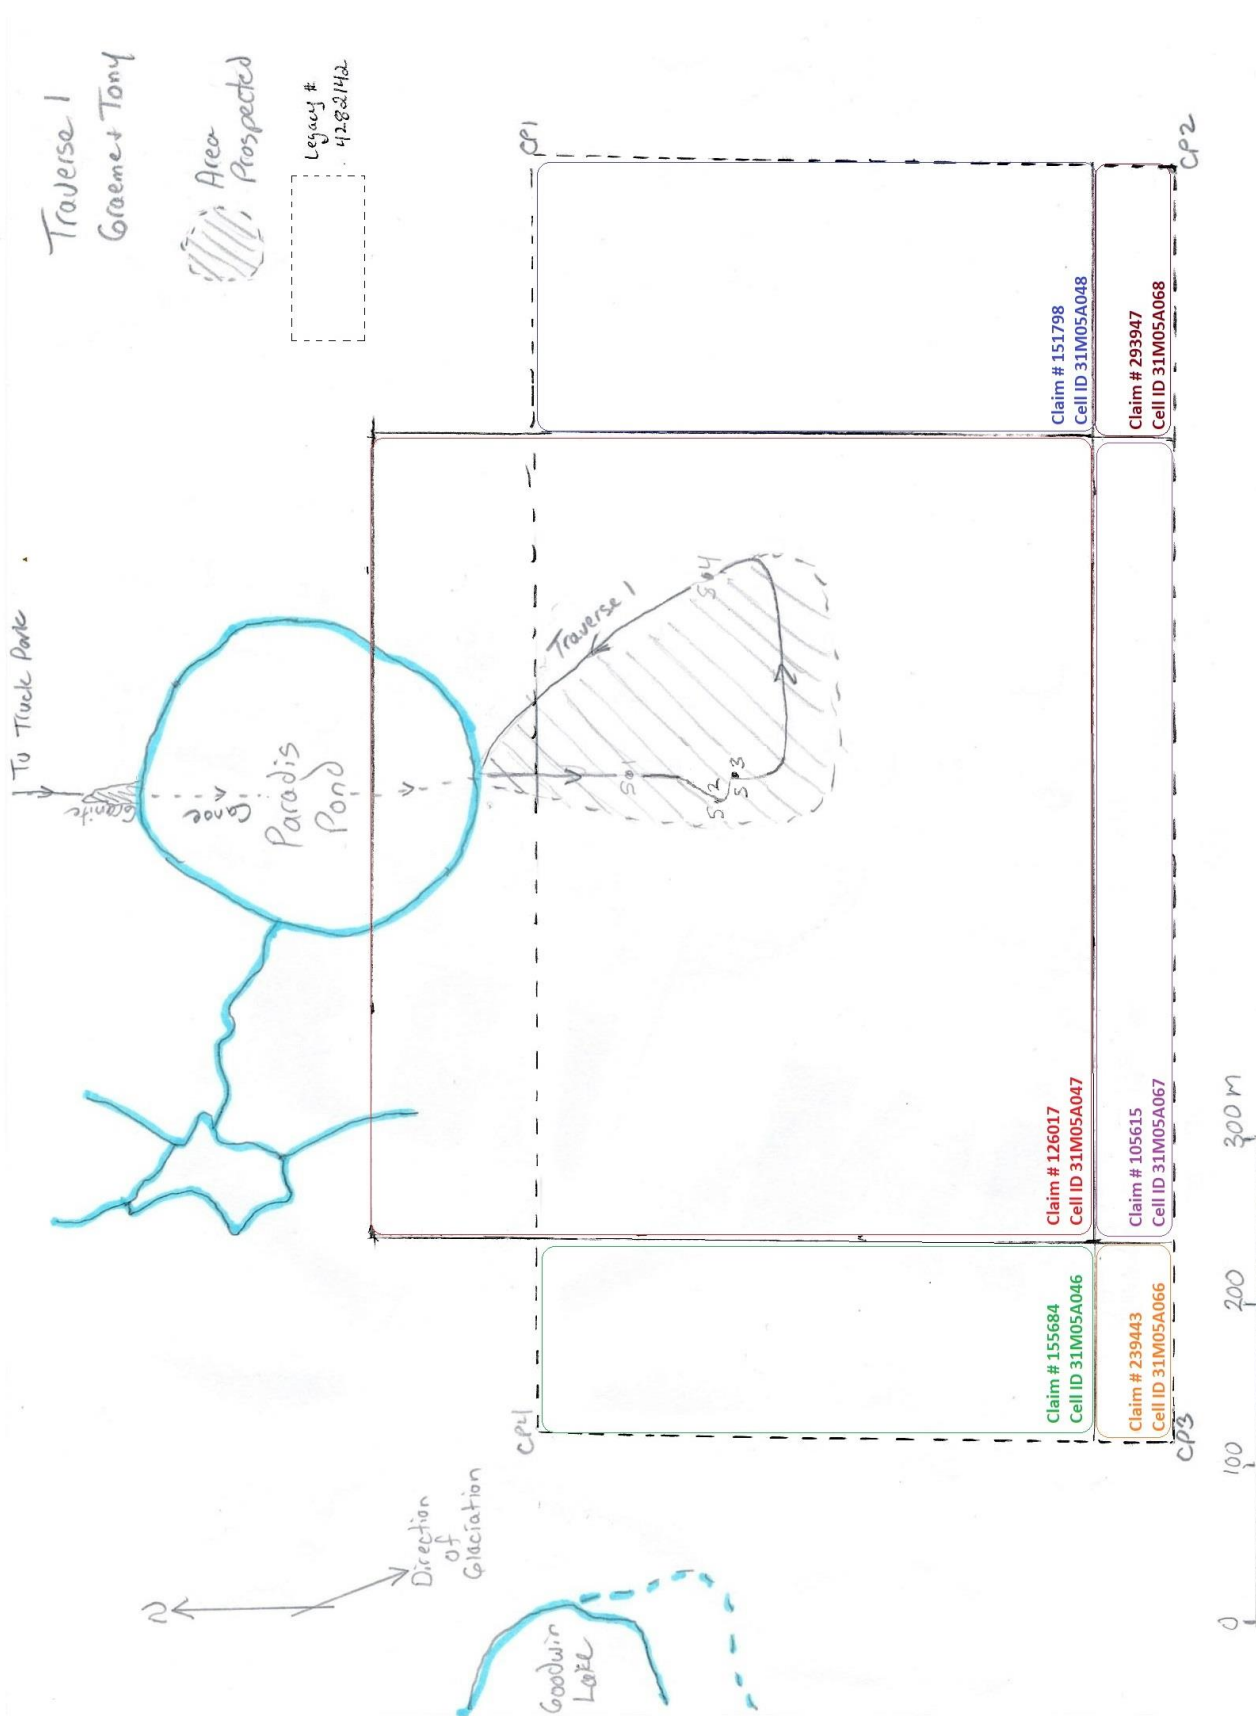 Traverse 1
Graeme + Tony
Area
Prospected
Legacy #
4282142
To Truck Park
Granite
Canoe
Paradis
Pond
CP1
Traverse 1
S01
S02
S03
S04
CP4
N
Direction
of
Glaciation
Goodwin
Lake
Claim # 155684
Cell ID 31M05A046
Claim # 126017
Cell ID 31M05A047
Claim # 151798
Cell ID 31M05A048
Claim # 239443
Cell ID 31M05A066
Claim # 105615
Cell ID 31M05A067
Claim # 293947
Cell ID 31M05A068
CP3
CP2
0
100
200
300 m